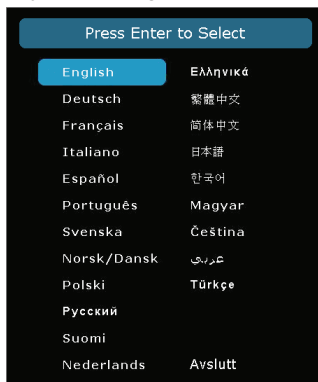 Press Enter to Select
English
Deutsch
Français
Italiano
Español
Português
Svenska
Norsk/Dansk
Polski
Русский
Suomi
Nederlands
Ελληνικά
繁體中文
简体中文
日本語
한국어
Magyar
Čeština
عربي
Türkçe
Avslutt